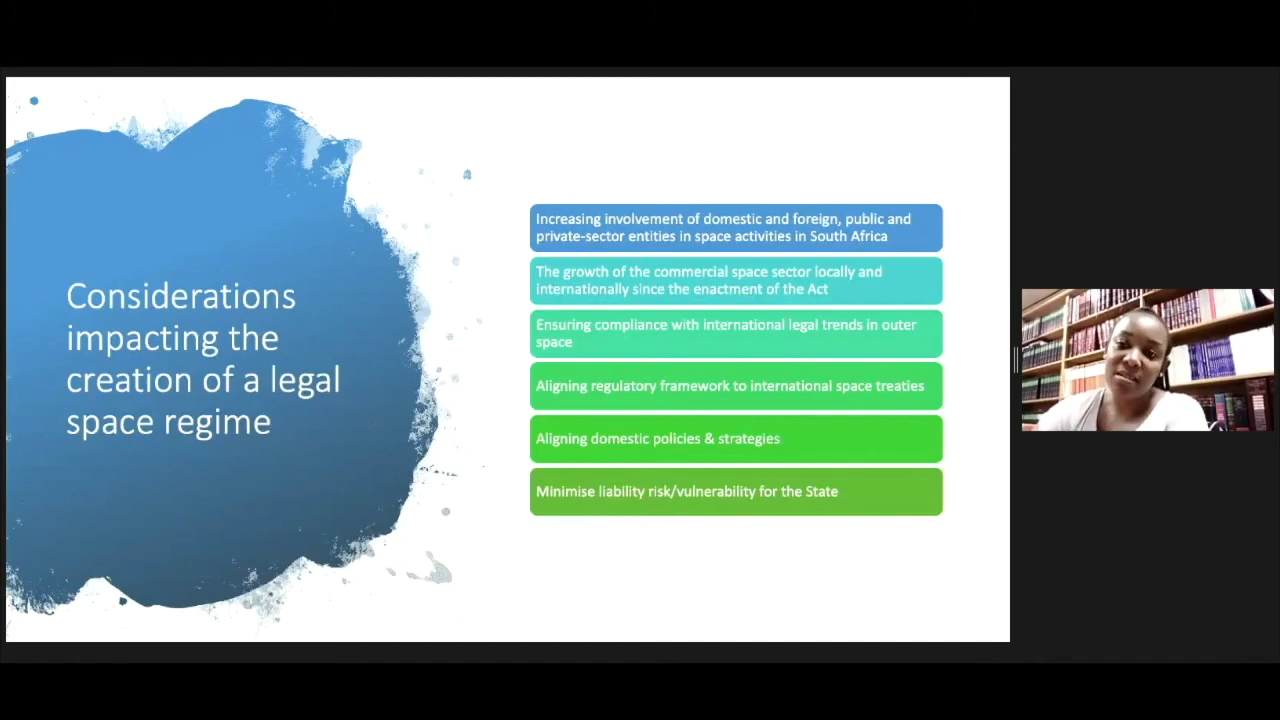 Considerations
impacting the
creation of a legal
space regime
Increasing involvement of domestic and foreign, public and
private-sector entities in space activities in South Africa
The growth of the commercial space sector locally and
internationally since the enactment of the Act
Ensuring compliance with international legal trends in outer
space
Aligning regulatory framework to international space treaties
Aligning domestic policies & strategies
Minimise liability risk/vulnerability for the State